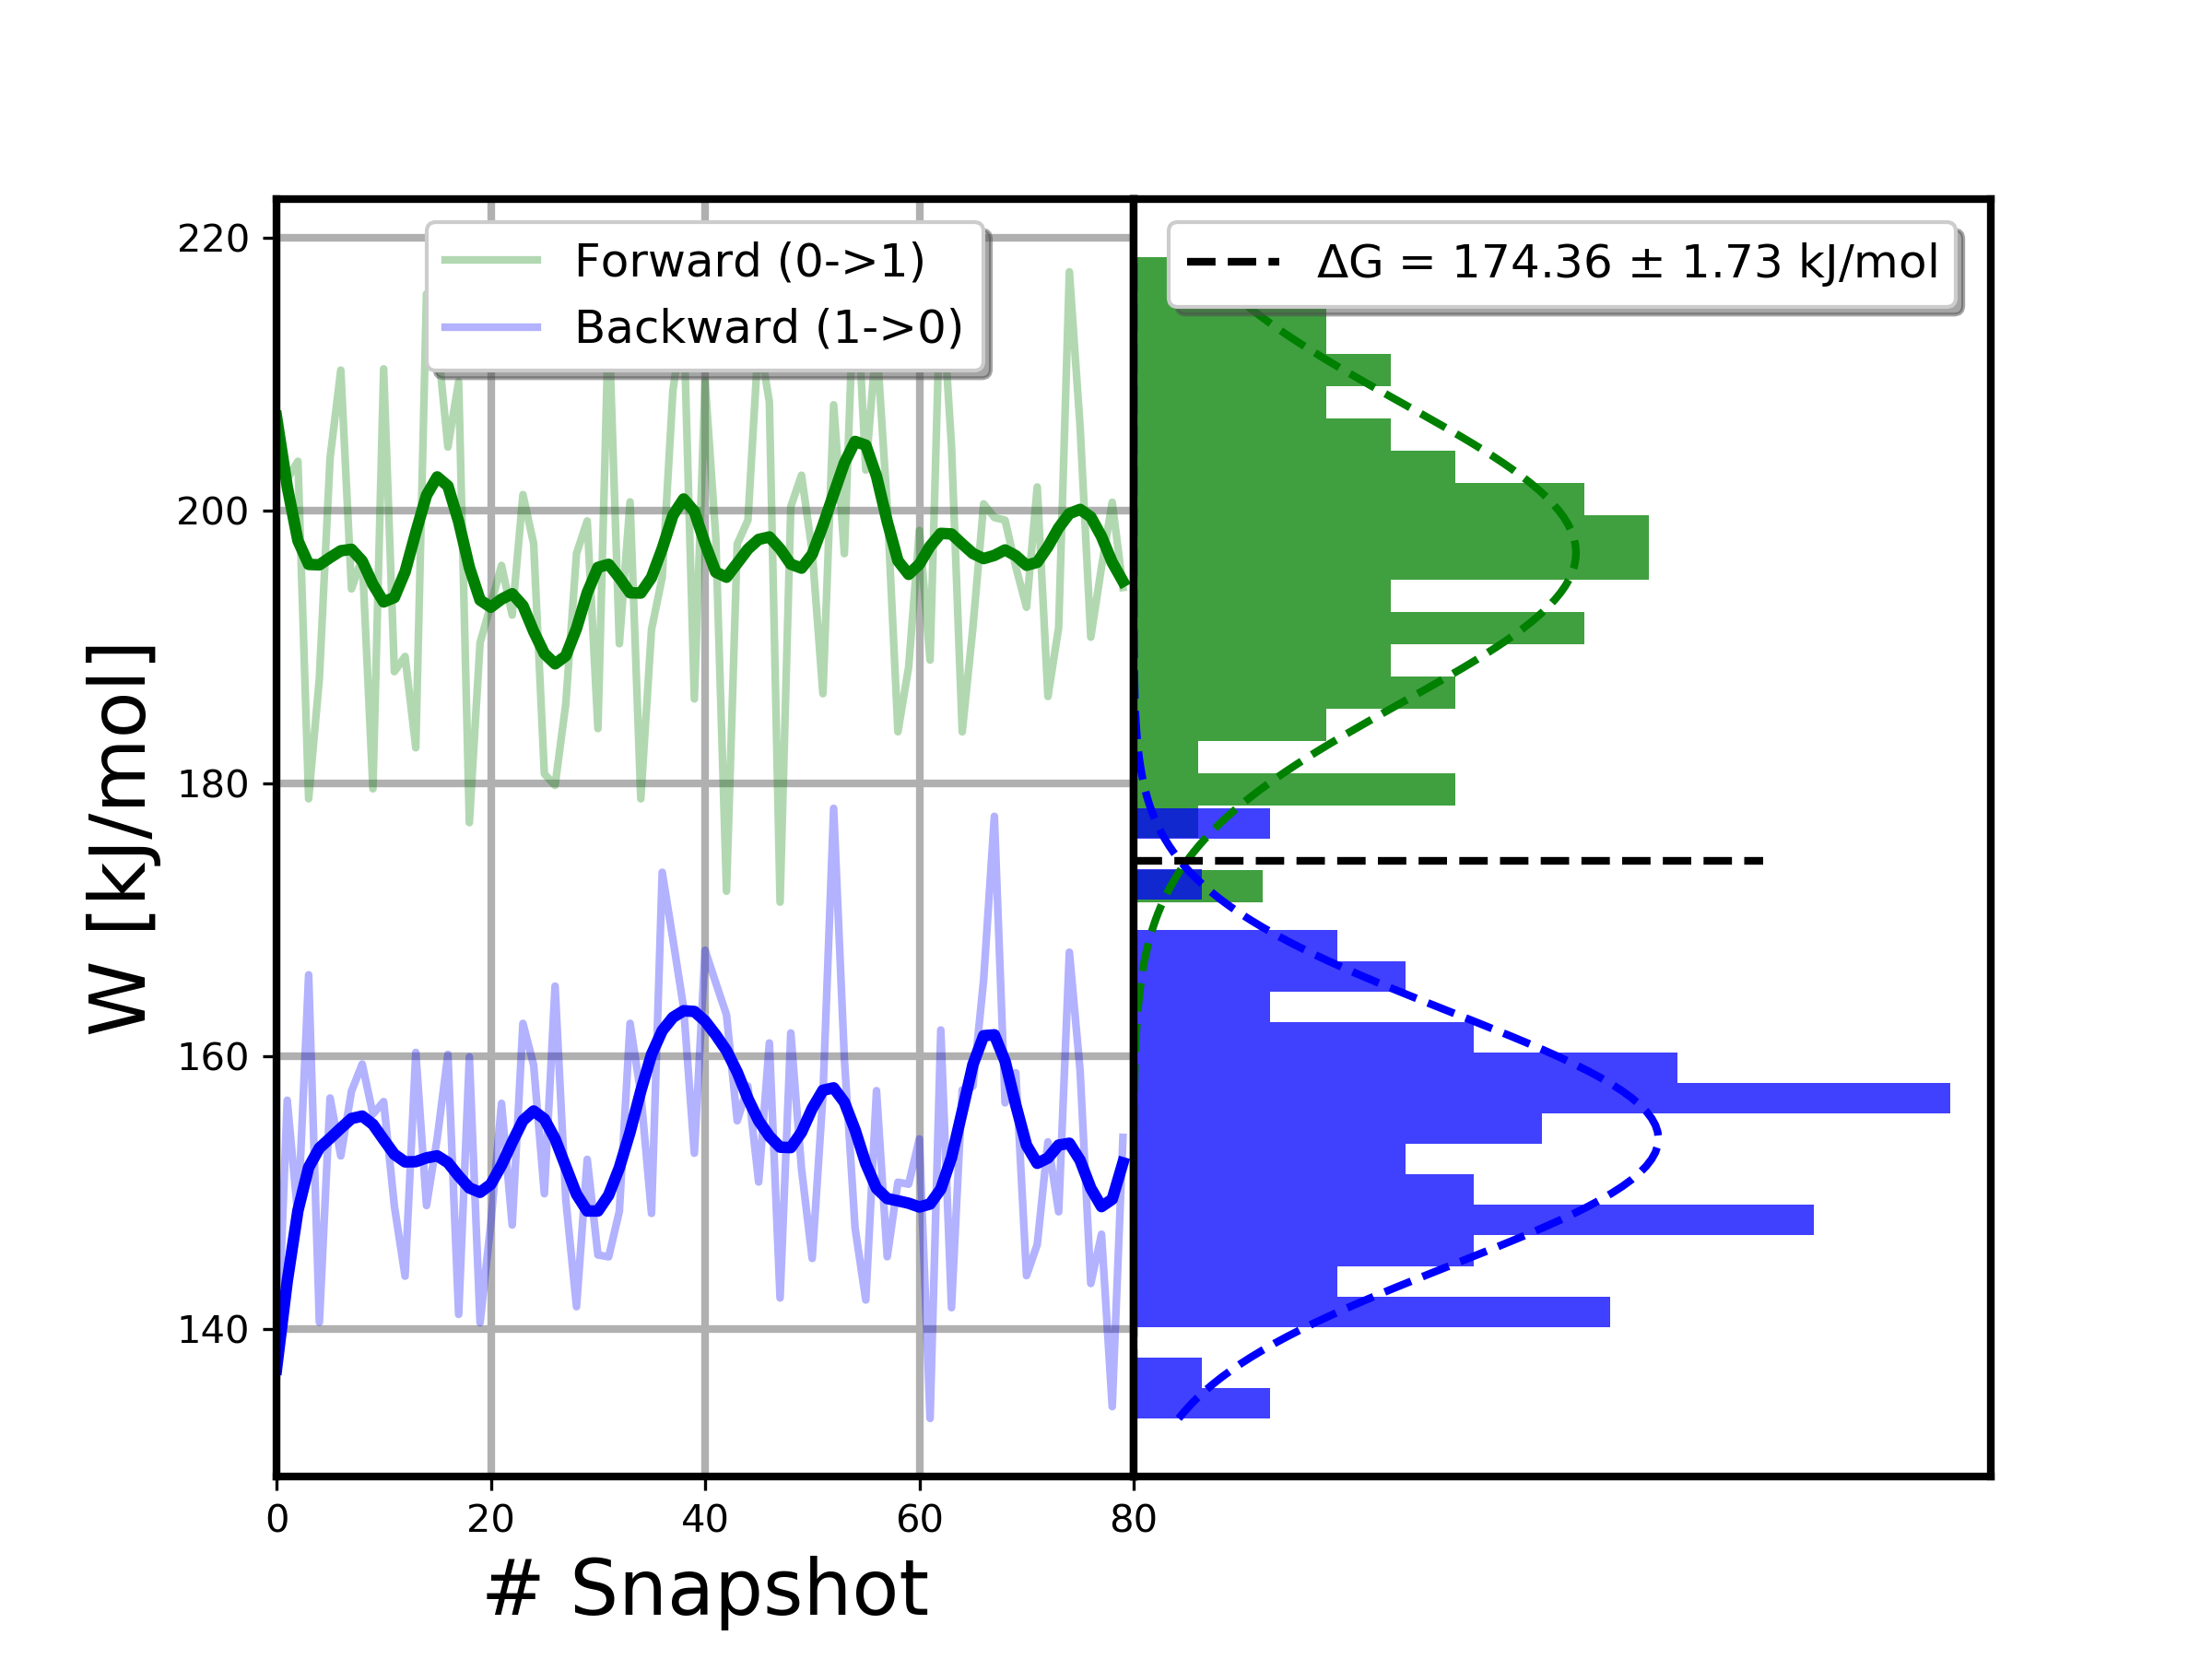 Forward (0->1)
Backward (1->0)
ΔG = 174.36 ± 1.73 kJ/mol
220
200
180
160
140
W [kJ/mol]
0 20 40 60 80
# Snapshot